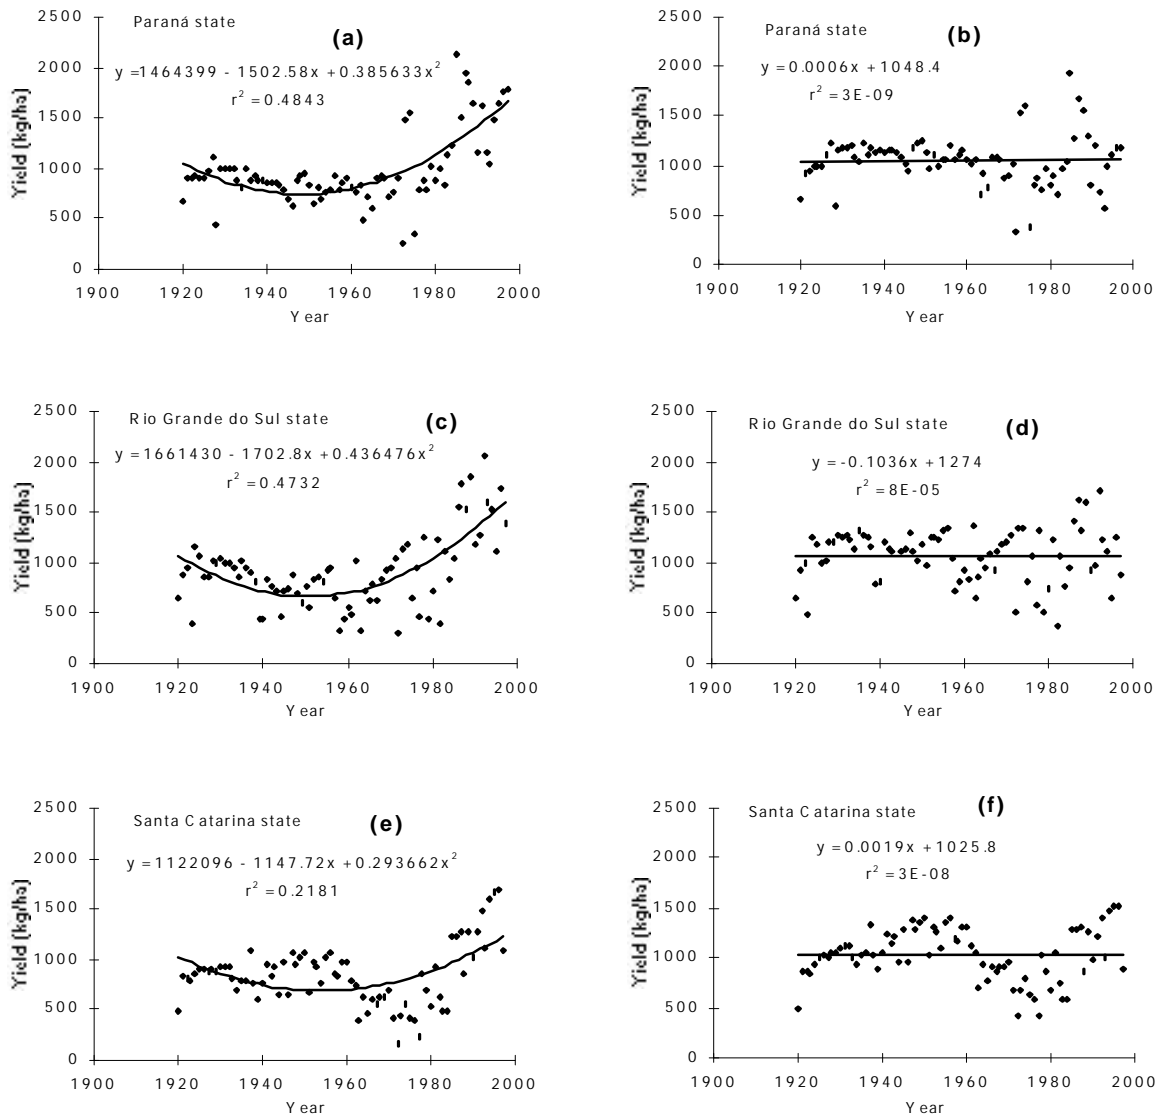 Paraná state
(a)
y =1464399 - 1502.58x + 0.385633x²
r² =0.4843
Yield (kg/ha)
2500
2000
1500
1000
500
0
1900 1920 1940 1960 1980 2000
Year
Paraná state
(b)
y =0.0006x + 1048.4
r² =3E-09
Yield (kg/ha)
2500
2000
1500
1000
500
0
1900 1920 1940 1960 1980 2000
Year
Rio Grande do Sul state
(c)
y =1661430 - 1702.8x + 0.436476x²
r² =0.4732
Yield (kg/ha)
2500
2000
1500
1000
500
0
1900 1920 1940 1960 1980 2000
Year
Rio Grande do Sul state
(d)
y =-0.1036x + 1274
r² =8E-05
Yield (kg/ha)
2500
2000
1500
1000
500
0
1900 1920 1940 1960 1980 2000
Year
Santa Catarina state
(e)
y =1122096 - 1147.72x + 0.293662x²
r² =0.2181
Yield (kg/ha)
2500
2000
1500
1000
500
0
1900 1920 1940 1960 1980 2000
Year
Santa Catarina state
(f)
y =0.0019x + 1025.8
r² =3E-08
Yield (kg/ha)
2500
2000
1500
1000
500
0
1900 1920 1940 1960 1980 2000
Year